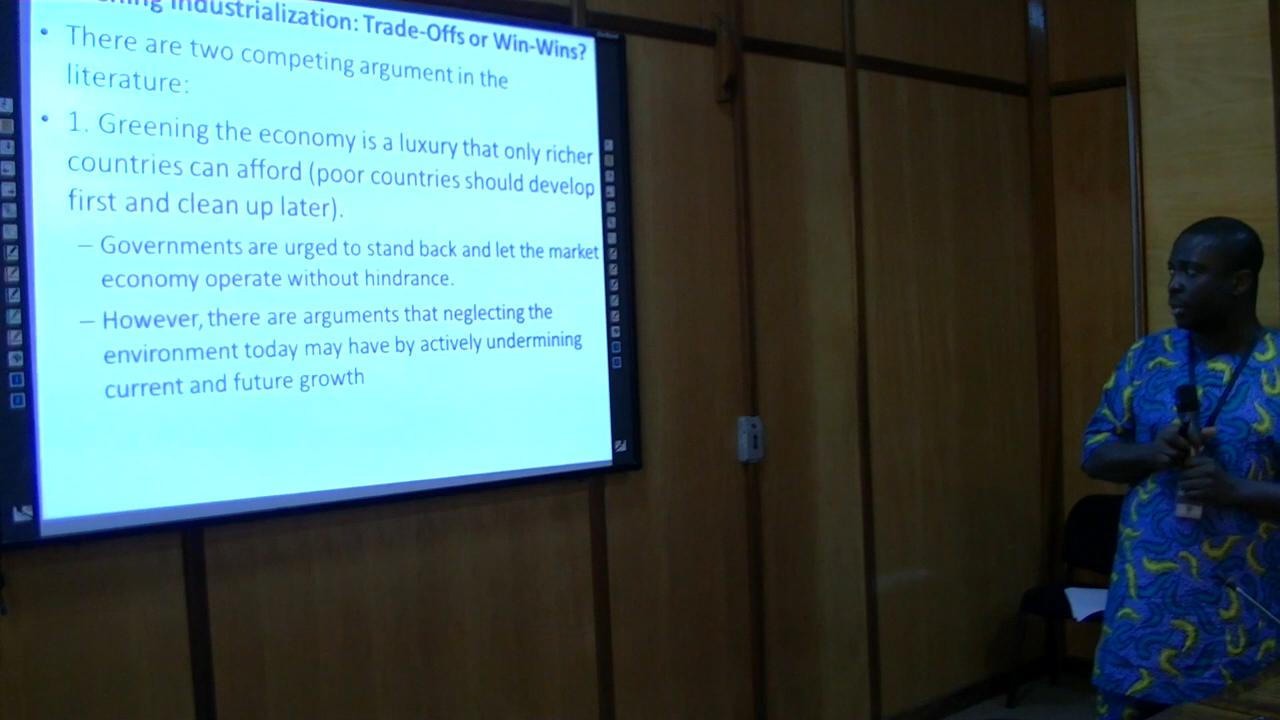 Industrialization: Trade-Offs or Win-Wins?
• There are two competing argument in the
literature:
• 1. Greening the economy is a luxury that only richer
countries can afford (poor countries should develop
first and clean up later).
– Governments are urged to stand back and let the market
economy operate without hindrance.
– However, there are arguments that neglecting the
environment today may have by actively undermining
current and future growth